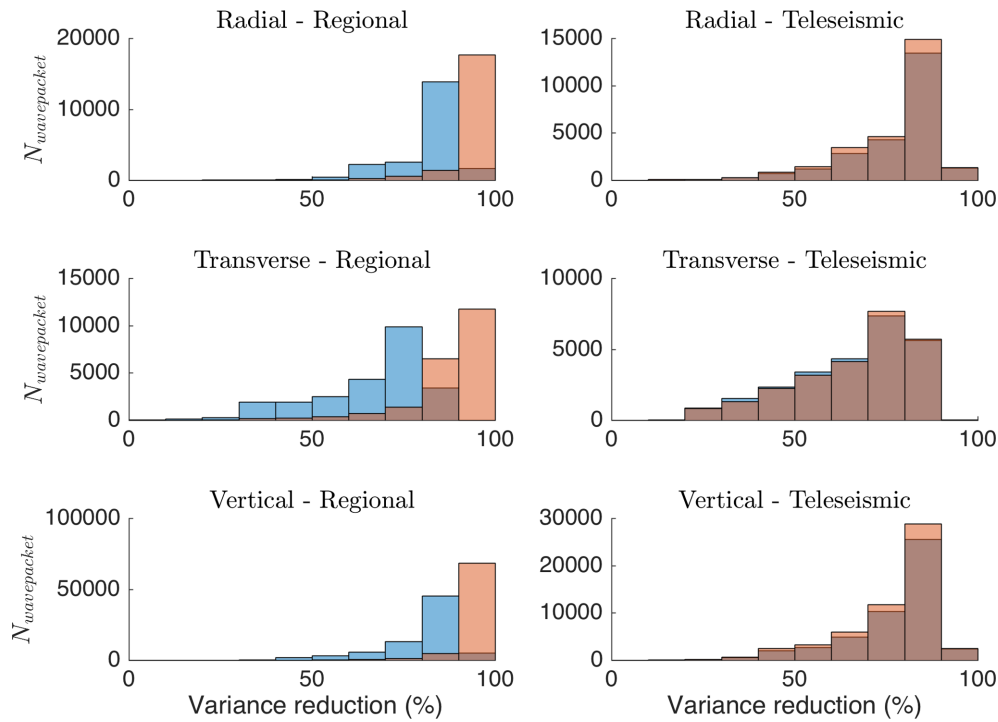 Radial - Regional
20000
10000
0
0 50 100
N_wavepacket
Radial - Teleseismic
15000
10000
5000
0
0 50 100
Transverse - Regional
15000
10000
5000
0
0 50 100
N_wavepacket
Transverse - Teleseismic
10000
5000
0
0 50 100
Vertical - Regional
100000
50000
0
0 50 100
N_wavepacket
Variance reduction (%)
Vertical - Teleseismic
30000
20000
10000
0
0 50 100
Variance reduction (%)